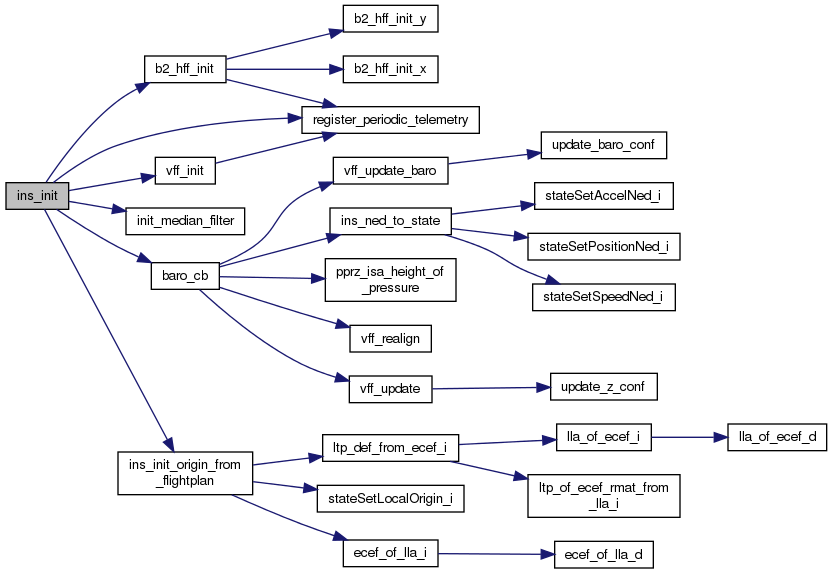 b2_hff_init_y
b2_hff_init
b2_hff_init_x
register_periodic_telemetry
update_baro_conf
vff_init
vff_update_baro
ins_init
stateSetAccelNed_i
init_median_filter
ins_ned_to_state
stateSetPositionNed_i
baro_cb
pprz_isa_height_of
_pressure
stateSetSpeedNed_i
vff_realign
vff_update
update_z_conf
ltp_def_from_ecef_i
lla_of_ecef_i
lla_of_ecef_d
ins_init_origin_from
_flightplan
stateSetLocalOrigin_i
ltp_of_ecef_rmat_from
_lla_i
ecef_of_lla_i
ecef_of_lla_d